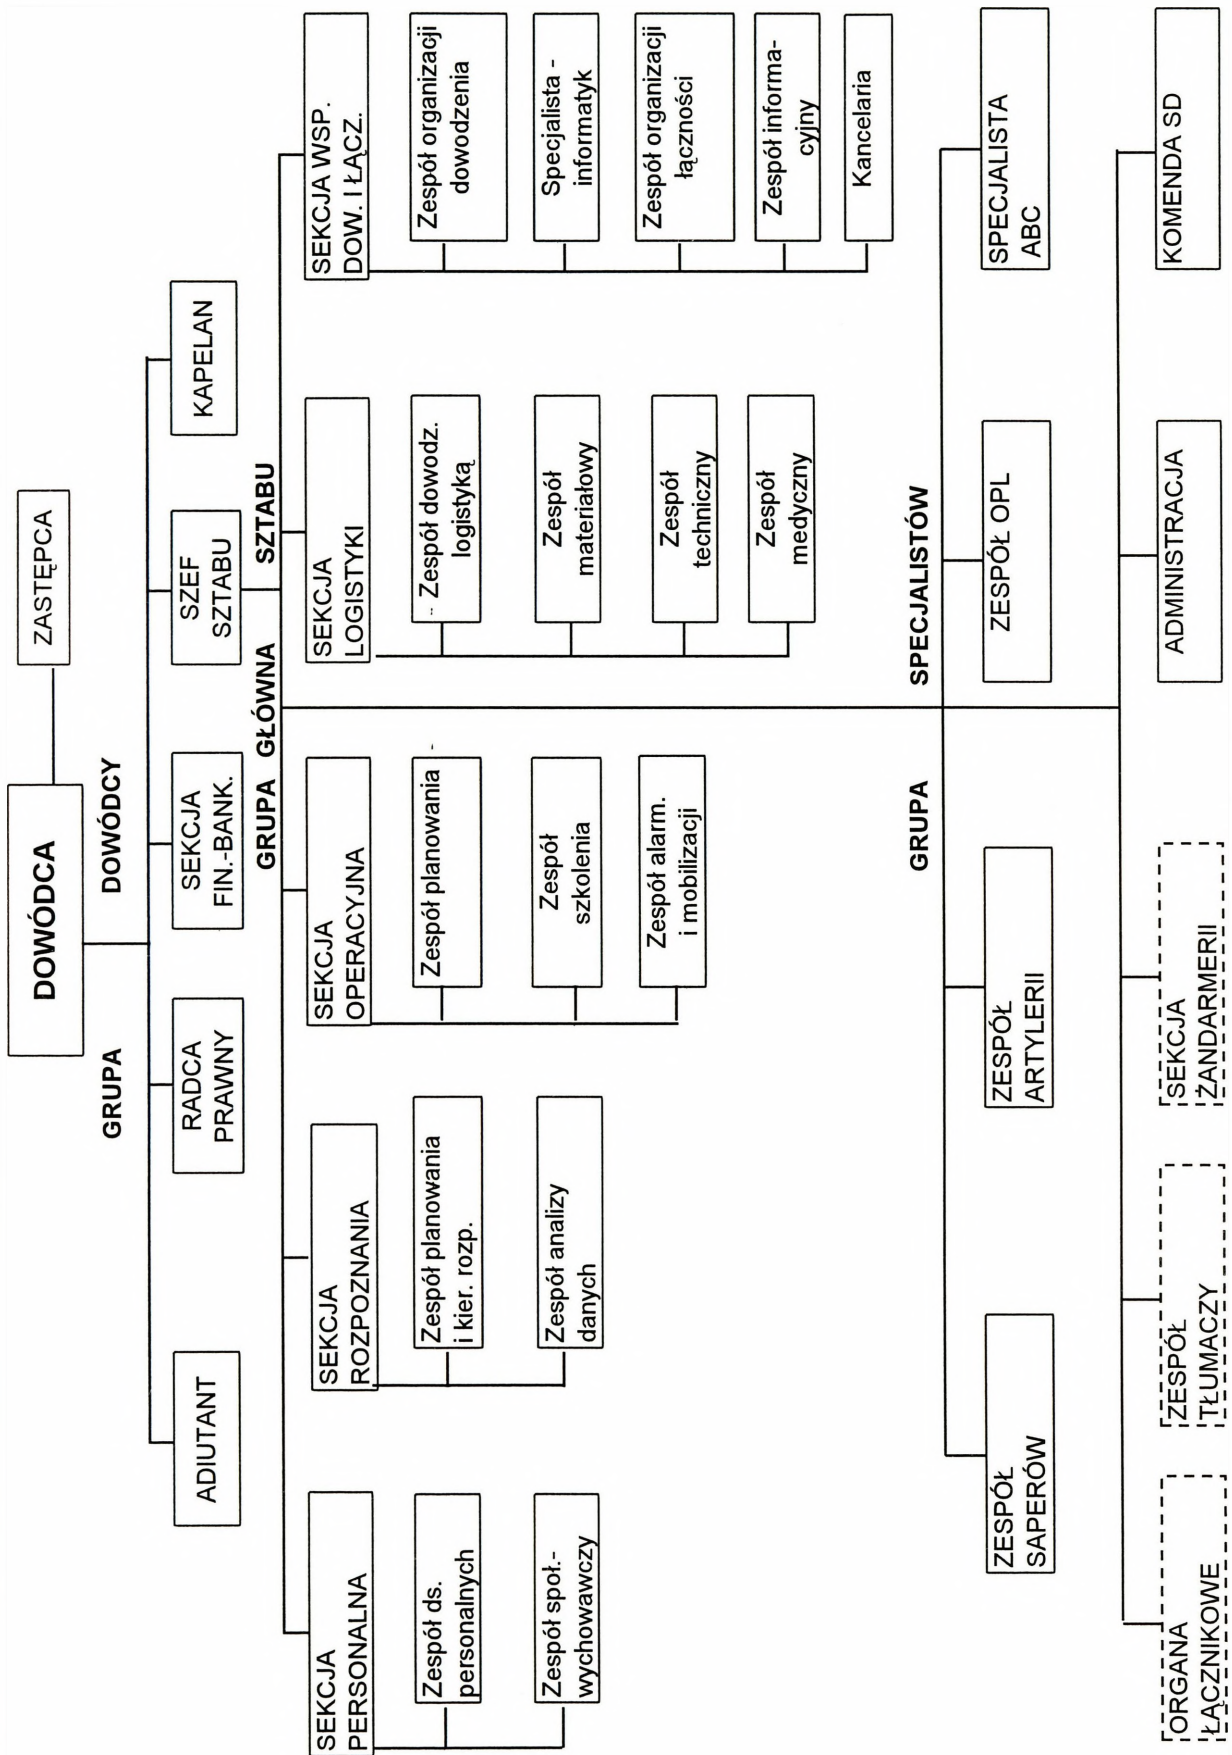 DOWÓDCA
ZASTĘPCA
GRUPA DOWÓDCY
ADIUTANT
RADCA
PRAWNY
SEKCJA
FIN.-BANK.
SZEF
SZTABU
KAPELAN
GRUPA GŁÓWNA SZTABU
SEKCJA
PERSONALNA
Zespół ds.
personalnych
Zespół społ.-
wychowawczy
SEKCJA
ROZPOZNANIA
Zespół planowania
i kier. rozp.
Zespół analizy
danych
SEKCJA
OPERACYJNA
Zespół planowania
Zespół
szkolenia
Zespół alarm.
i mobilizacji
SEKCJA
LOGISTYKI
Zespół dowodz.
logistyką
Zespół
materiałowy
Zespół
techniczny
Zespół
medyczny
SEKCJA WSP.
DOW. I ŁĄCZ.
Zespół organizacji
dowodzenia
Specjalista -
informatyk
Zespół organizacji
łączności
Zespół informa-
cyjny
Kancelaria
GRUPA SPECJALISTÓW
ZESPÓŁ
SAPERÓW
ZESPÓŁ
ARTYLERII
ZESPÓŁ OPL
SPECJALISTA
ABC
ORGANA
ŁĄCZNIKOWE
ZESPÓŁ
TŁUMACZY
SEKCJA
ŻANDARMERII
ADMINISTRACJA
KOMENDA SD